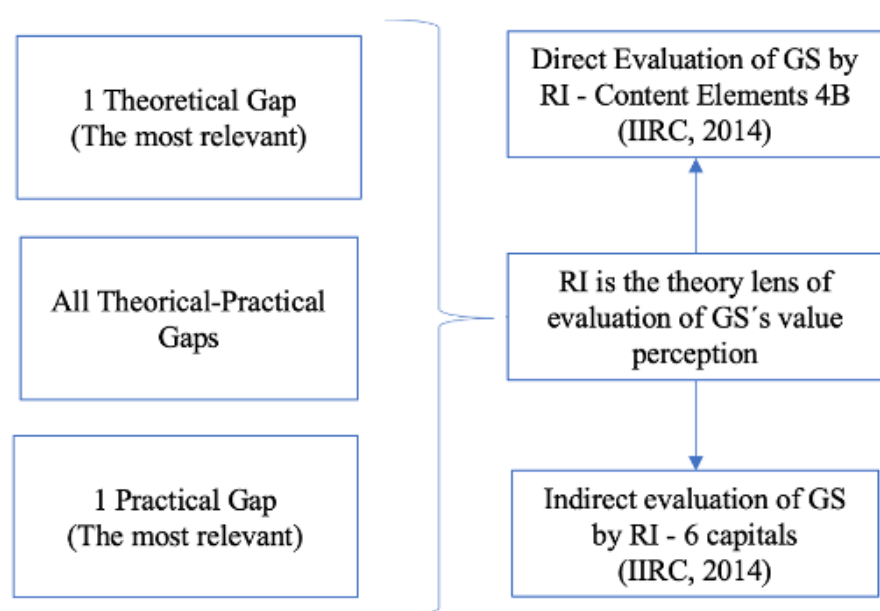 1 Theoretical Gap
(The most relevant)
All Theorical-Practical
Gaps
1 Practical Gap
(The most relevant)
Direct Evaluation of GS by
RI - Content Elements 4B
(IIRC, 2014)
RI is the theory lens of
evaluation of GS´s value
perception
Indirect evaluation of GS
by RI - 6 capitals
(IIRC, 2014)